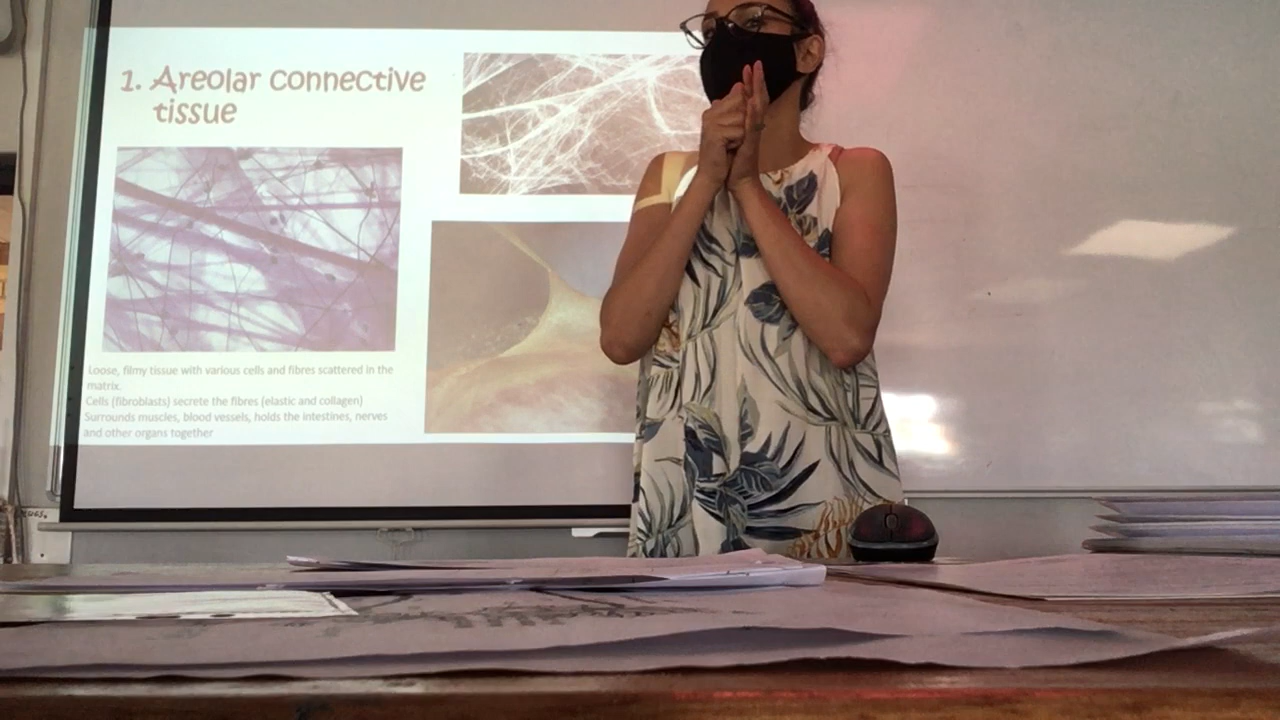 1. Areolar connective
tissue
Loose, filmy tissue with various cells and fibres scattered in the
matrix.
Cells (fibroblasts) secrete the fibres (elastic and collagen)
Surrounds muscles, blood vessels, holds the intestines, nerves
and other organs together